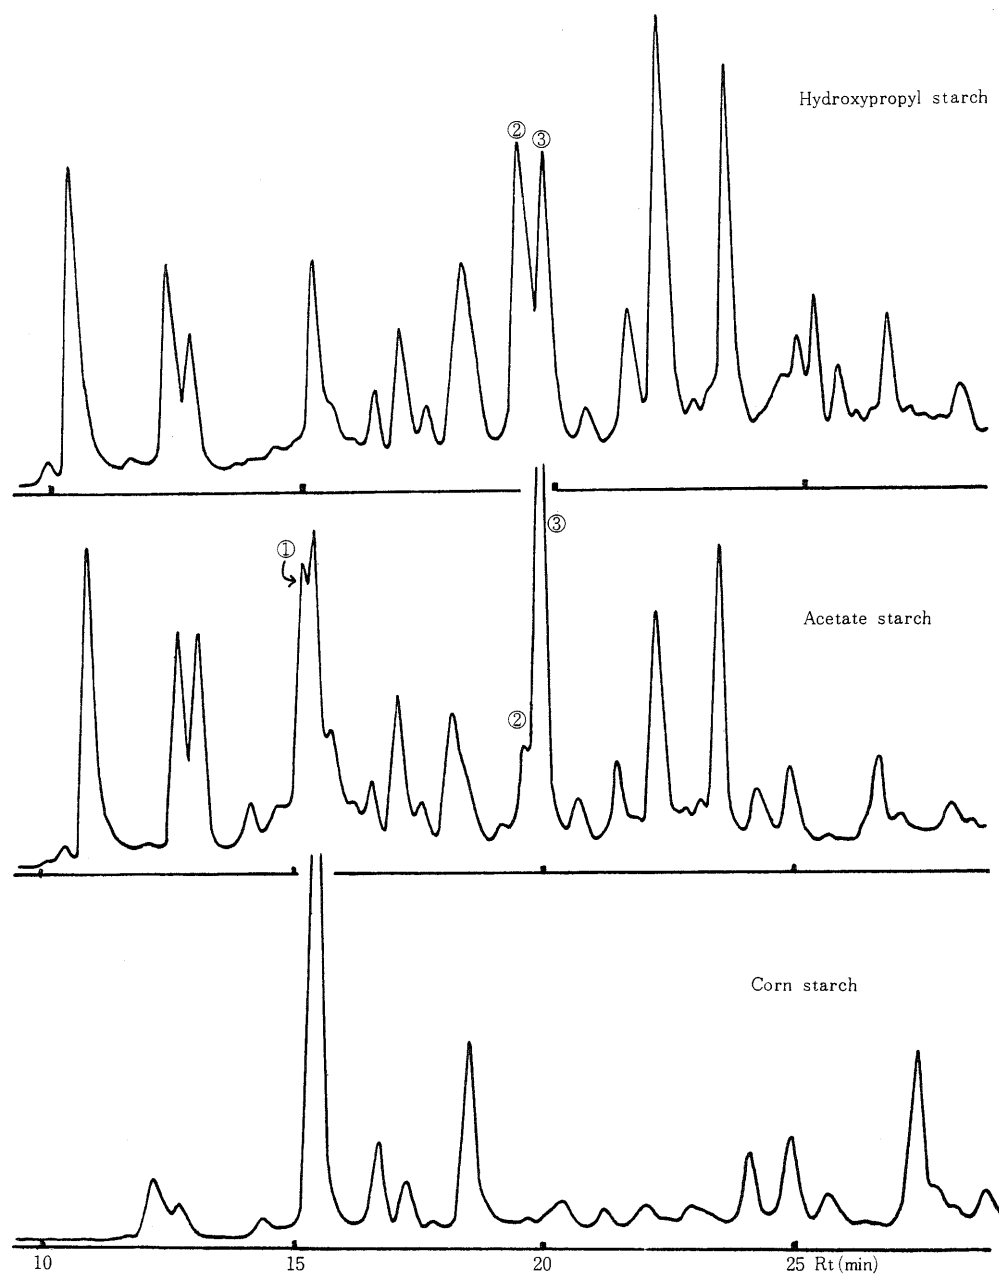 Hydroxypropyl starch
② ③
① ③
Acetate starch
②
Corn starch
10 15 20 25 Rt (min)